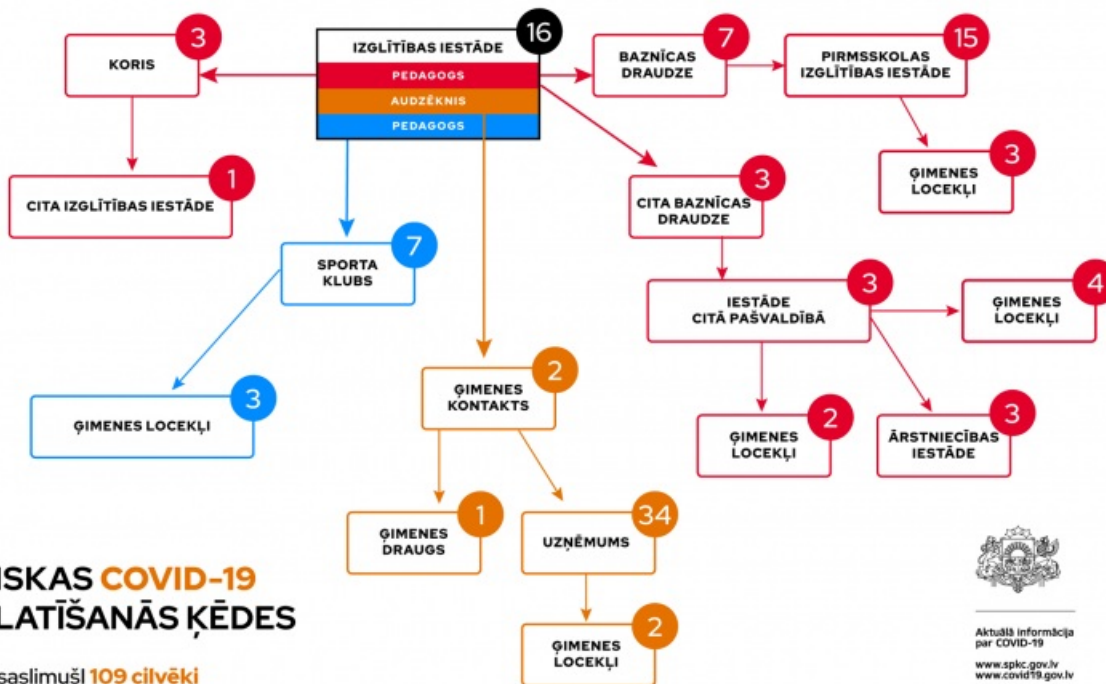 3
KORIS
1
CITA IZGLĪTĪBAS IESTĀDE
16
IZGLĪTĪBAS IESTĀDE
PEDAGOGS
AUDZĒKNIS
PEDAGOGS
7
BAZNĪCAS
DRAUDZE
15
PIRMSSKOLAS
IZGLĪTĪBAS IESTĀDE
3
ĢIMENES
LOCEKĻI
3
CITA BAZNĪCAS
DRAUDZE
3
IESTĀDE
CITĀ PAŠVALDĪBĀ
4
ĢIMENES
LOCEKĻI
2
ĢIMENES
LOCEKĻI
3
ĀRSTNIECĪBAS
IESTĀDE
7
SPORTA
KLUBS
3
ĢIMENES LOCEKĻI
2
ĢIMENES
KONTAKTS
1
ĢIMENES
DRAUGS
34
UZŅĒMUMS
2
ĢIMENES
LOCEKĻI
ISKAS COVID-19
LATĪŠANĀS ĶĒDES
saslimušI 109 cilvēki
Aktuālā informācija
par COVID-19
www.spkc.gov.lv
www.covid19.gov.lv